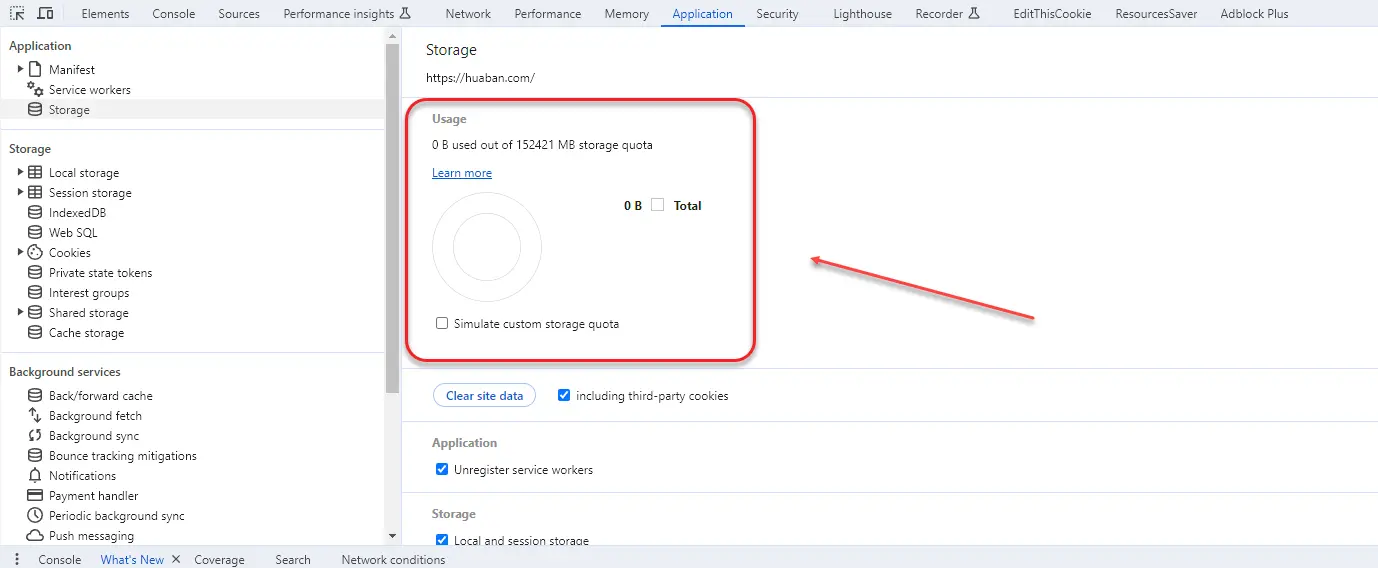 Elements Console Sources Performance insights Network Performance Memory Application Security Lighthouse Recorder EditThisCookie ResourcesSaver Adblock Plus
Application
Manifest
Service workers
Storage
Storage
Local storage
Session storage
IndexedDB
Web SQL
Cookies
Private state tokens
Interest groups
Shared storage
Cache storage
Background services
Back/forward cache
Background fetch
Background sync
Bounce tracking mitigations
Notifications
Payment handler
Periodic background sync
Push messaging
Storage
https://huaban.com/
Usage
0 B used out of 152421 MB storage quota
Learn more
0 B Total
Simulate custom storage quota
Clear site data including third-party cookies
Application
Unregister service workers
Storage
Local and session storage
Console What's New Coverage Search Network conditions